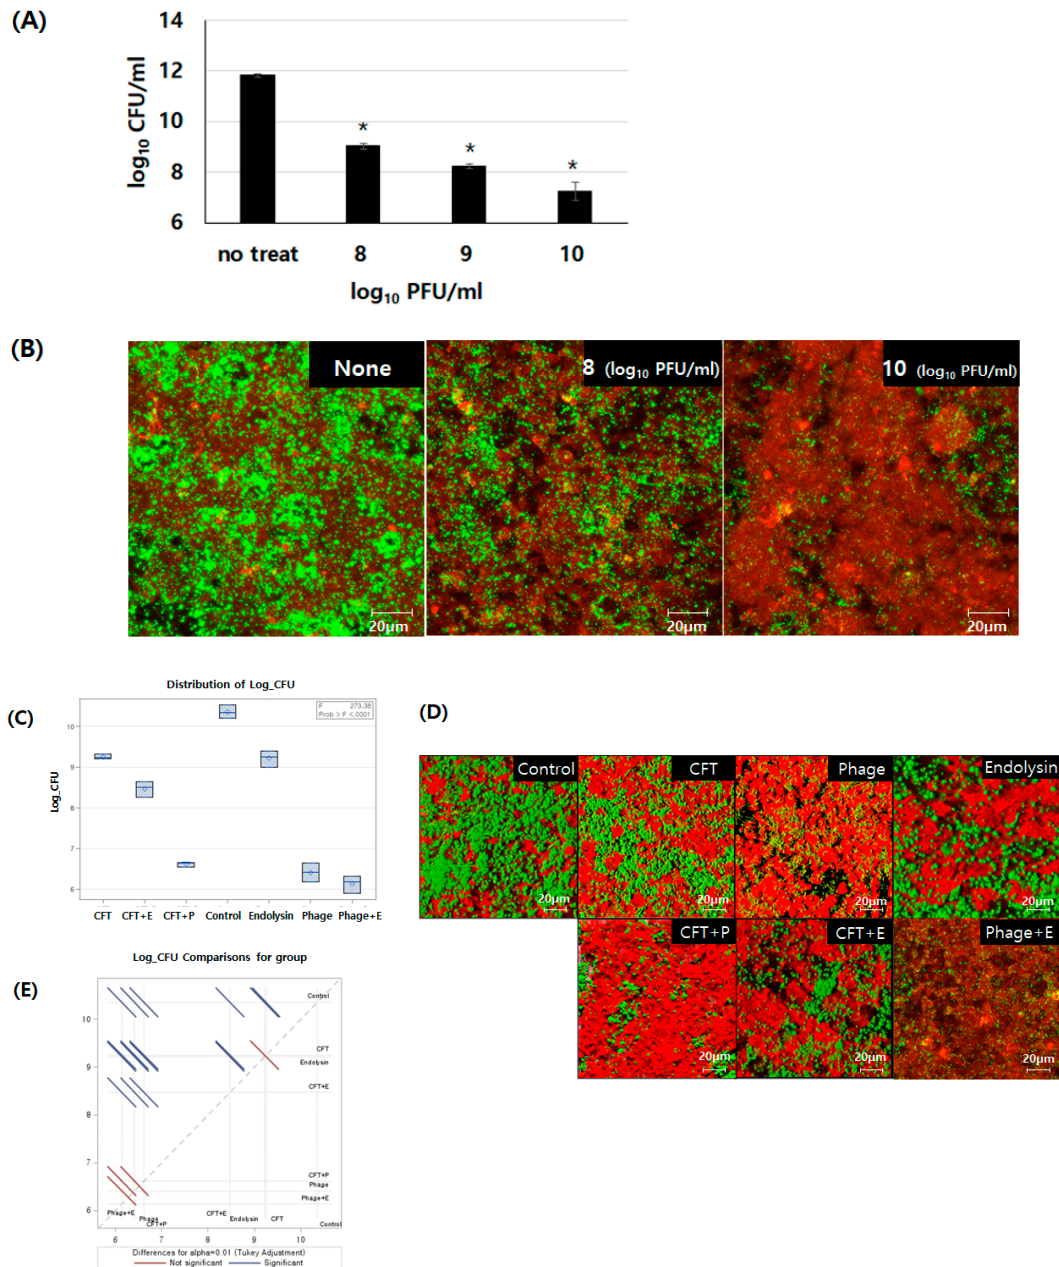 (A)
14
12
10
8
6
log10 CFU/ml
*
*
*
no treat 8 9 10
log10 PFU/ml
(B)
None
8 (log10 PFU/ml)
10 (log10 PFU/ml)
20µm
20µm
20µm
(C)
Distribution of Log_CFU
F 273.38
Prob > F <.0001
10
9
8
7
6
Log_CFU
CFT CFT+E CFT+P Control Endolysin Phage Phage+E
(D)
Control
CFT
Phage
Endolysin
20µm
20µm
20µm
20µm
CFT+P
CFT+E
Phage+E
20µm
20µm
20µm
(E)
Log_CFU Comparisons for group
10
9
8
7
6
Control
CFT
Endolysin
CFT+E
CFT+P
Phage
Phage+E
Phage+E
Phage
CFT+P
CFT+E
Endolysin
CFT
Control
6 7 8 9 10
Differences for alpha=0.01 (Tukey Adjustment)
Not significant Significant